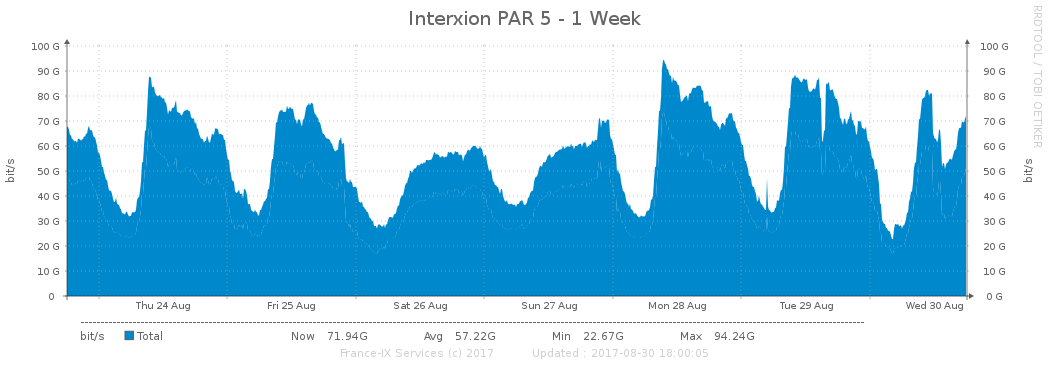 Interxion PAR 5 - 1 Week
RRDTOOL / TOBI OETIKER
bit/s
100 G 100 G
90 G 90 G
80 G 80 G
70 G 70 G
60 G 60 G
50 G 50 G
40 G 40 G
30 G 30 G
20 G 20 G
10 G 10 G
0 0 G
bit/s
Thu 24 Aug Fri 25 Aug Sat 26 Aug Sun 27 Aug Mon 28 Aug Tue 29 Aug Wed 30 Aug
bit/s Total Now 71.94G Avg 57.22G Min 22.67G Max 94.24G
France-IX Services (c) 2017 Updated : 2017-08-30 18:00:05